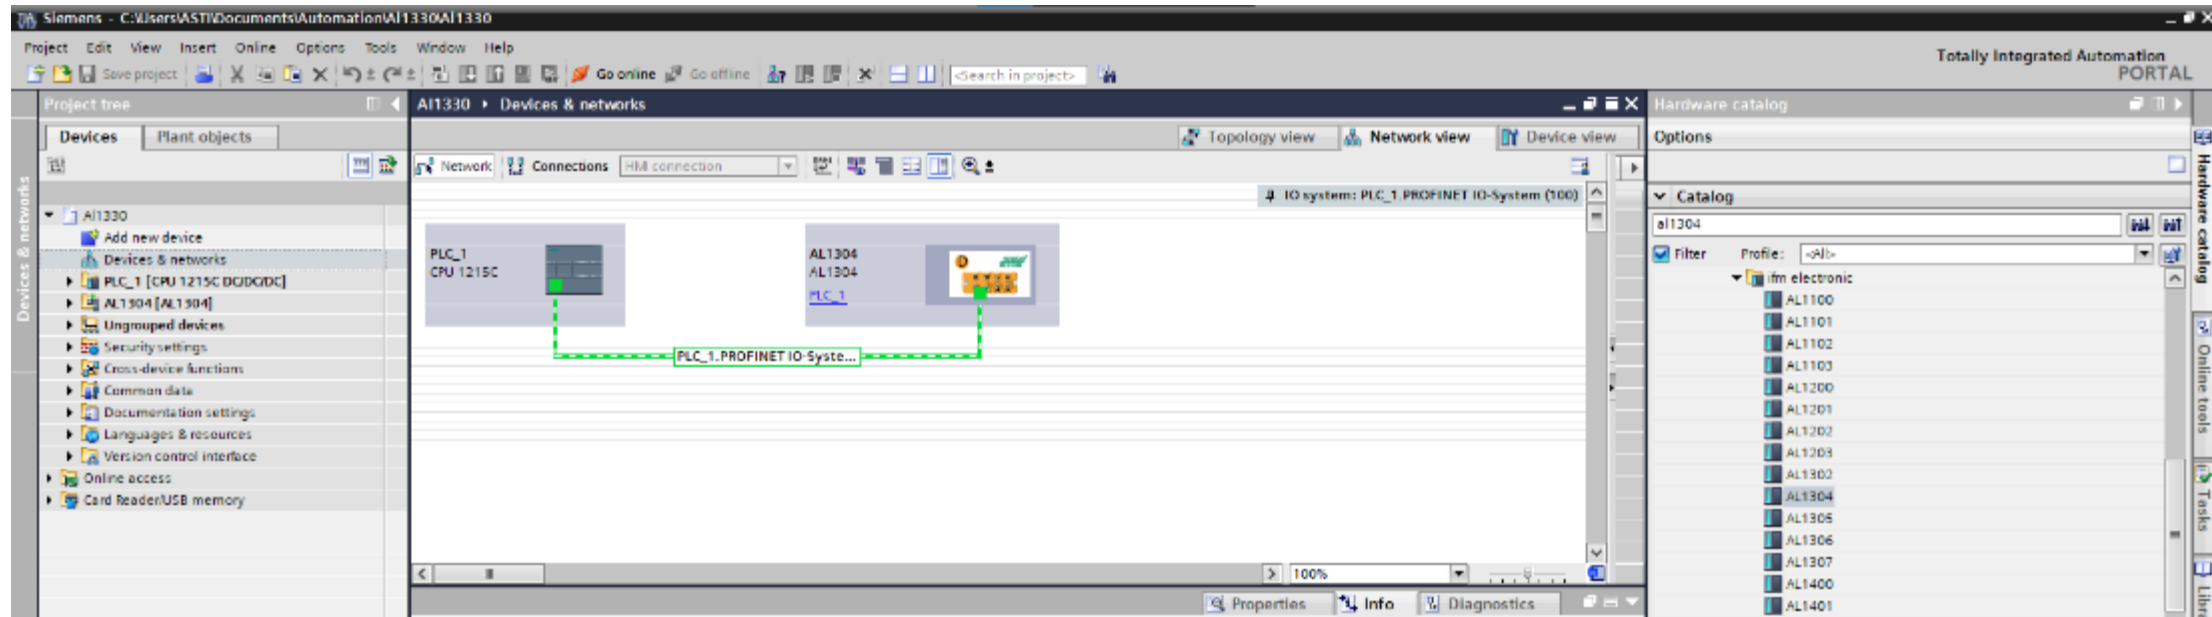 Siemens - C:\Users\ASTI\Documents\Automation\Al1330\Al1330
Project Edit View Insert Online Options Tools Window Help
Totally Integrated Automation
PORTAL
Save project Go online Go offline <Search in project>
Project tree
Al1330 Devices & networks
Hardware catalog
Devices Plant objects
Topology view Network view Device view
Options
Network Connections HMI connection
IO system: PLC_1.PROFINET IO-System (100)
Catalog
al1304
Filter Profile: <All>
Devices & networks
Al1330
Add new device
Devices & networks
PLC_1 [CPU 1215C DC/DC/DC]
AL1304 [AL1304]
Ungrouped devices
Security settings
Cross-device functions
Common data
Documentation settings
Languages & resources
Version control interface
Online access
Card Reader/USB memory
PLC_1
CPU 1215C
AL1304
AL1304
PLC_1
PLC_1.PROFINET IO-Syste...
100%
Properties Info Diagnostics
ifm electronic
AL1100
AL1101
AL1102
AL1103
AL1200
AL1201
AL1202
AL1203
AL1302
AL1304
AL1305
AL1306
AL1307
AL1400
AL1401
Hardware catalog
Online tools
Tasks
Libra